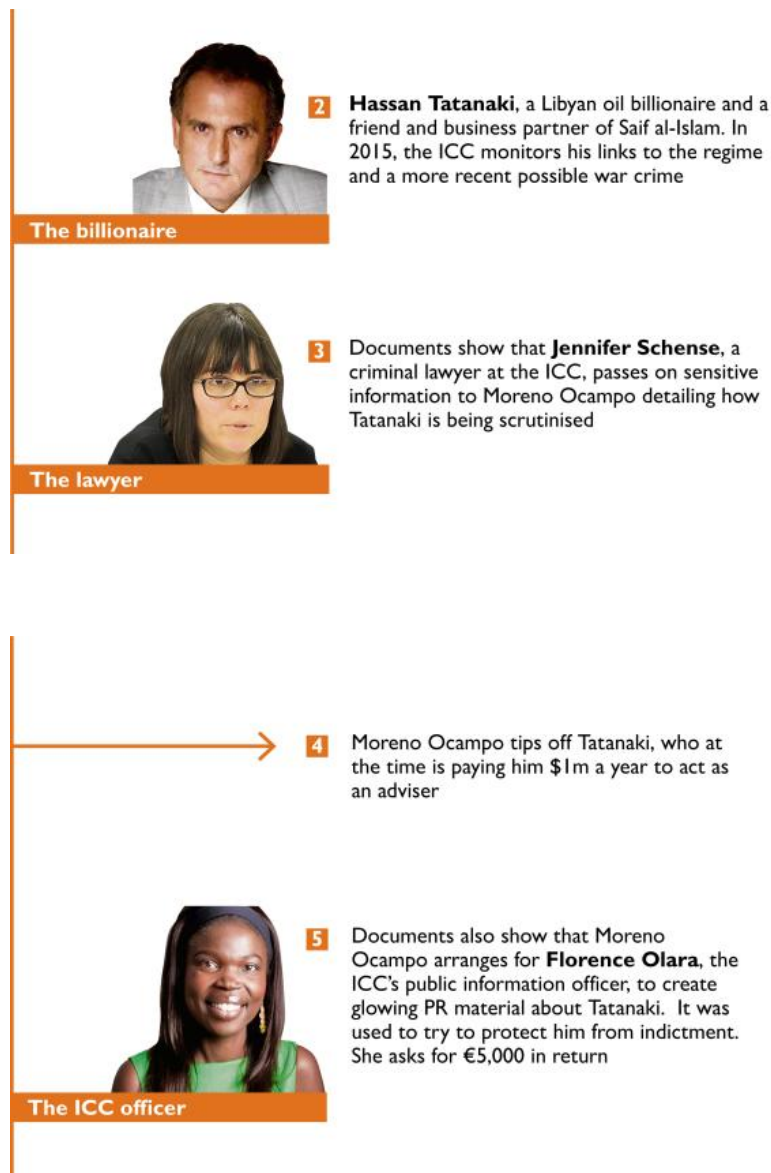 2 Hassan Tatanaki, a Libyan oil billionaire and a
friend and business partner of Saif al-Islam. In
2015, the ICC monitors his links to the regime
and a more recent possible war crime
The billionaire
3 Documents show that Jennifer Schense, a
criminal lawyer at the ICC, passes on sensitive
information to Moreno Ocampo detailing how
Tatanaki is being scrutinised
The lawyer
4 Moreno Ocampo tips off Tatanaki, who at
the time is paying him $1m a year to act as
an adviser
5 Documents also show that Moreno
Ocampo arranges for Florence Olara, the
ICC’s public information officer, to create
glowing PR material about Tatanaki.  It was
used to try to protect him from indictment.
She asks for €5,000 in return
The ICC officer